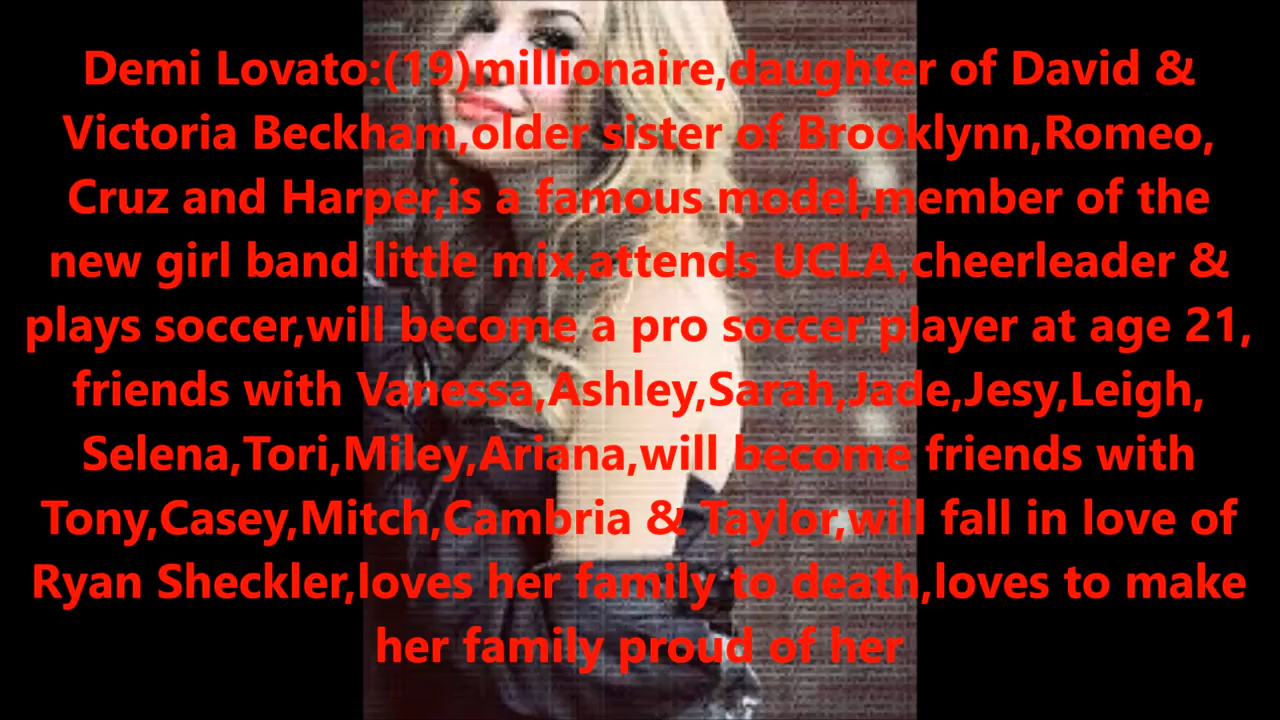 Demi Lovato:(19)millionaire,daughter of David &
Victoria Beckham,older sister of Brooklynn,Romeo,
Cruz and Harper,is a famous model,member of the
new girl band little mix,attends UCLA,cheerleader &
plays soccer,will become a pro soccer player at age 21,
friends with Vanessa,Ashley,Sarah,Jade,Jesy,Leigh,
Selena,Tori,Miley,Ariana,will become friends with
Tony,Casey,Mitch,Cambria & Taylor,will fall in love of
Ryan Sheckler,loves her family to death,loves to make
her family proud of her